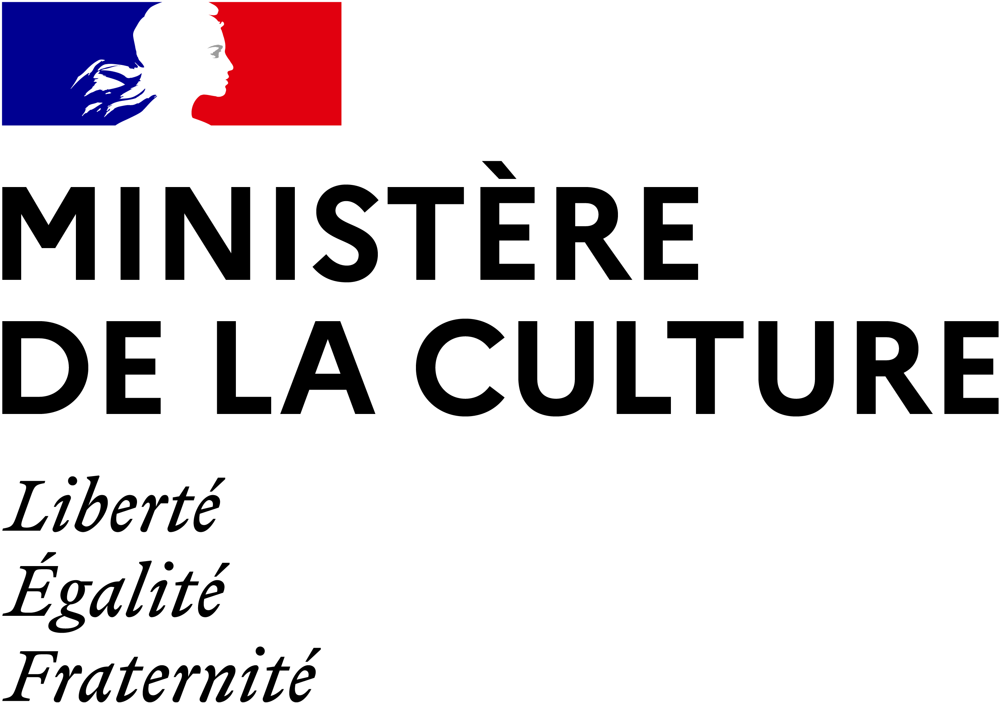 MINISTÈRE
DE LA CULTURE
Liberté
Égalité
Fraternité